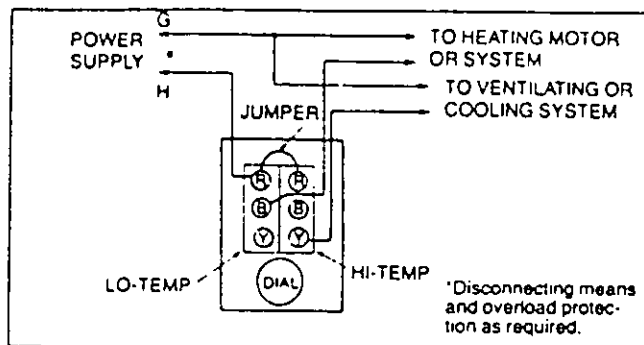 G
POWER SUPPLY
*
H
TO HEATING MOTOR
OR SYSTEM
TO VENTILATING OR
COOLING SYSTEM
JUMPER
R R
B B
Y Y
LO-TEMP
HI-TEMP
DIAL
*Disconnecting means
and overload protec-
tion as required.